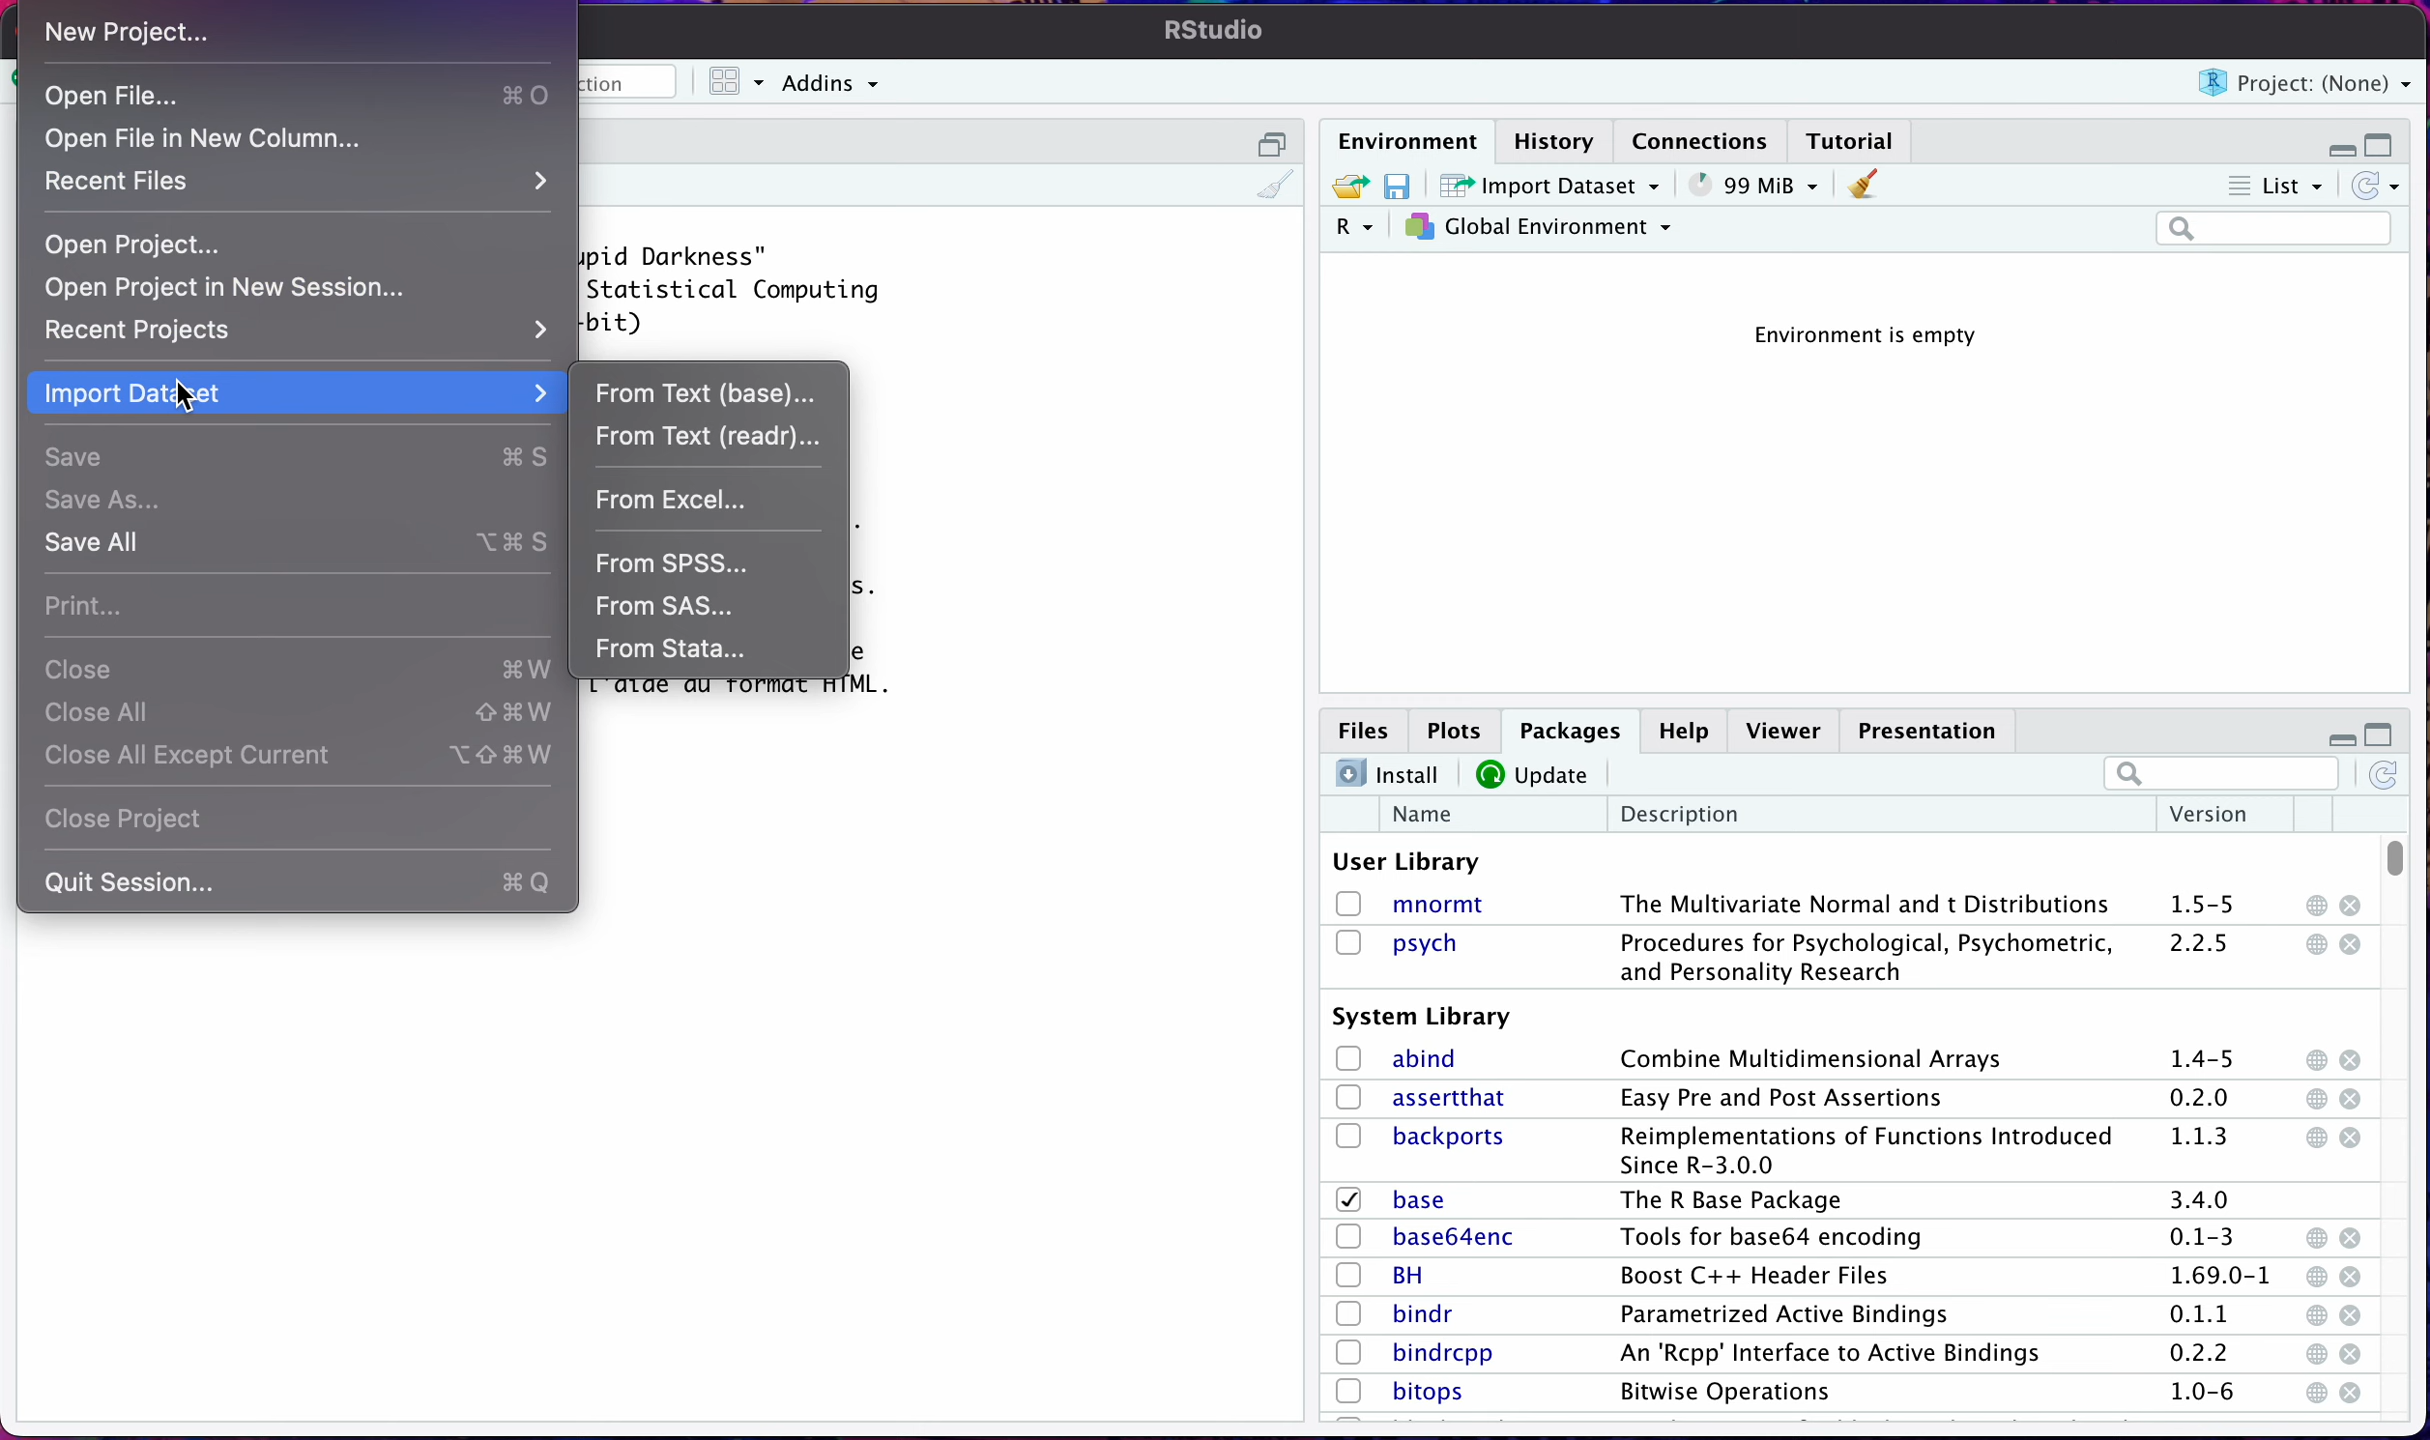 New Project...
Open File... ⌘ O
Open File in New Column...
Recent Files
Open Project...
Open Project in New Session...
Recent Projects
Import Dataset
Save ⌘ S
Save As...
Save All ⌥⌘ S
Print...
Close ⌘W
Close All ⇧⌘W
Close All Except Current ⌥⇧⌘W
Close Project
Quit Session... ⌘ Q
From Text (base)...
From Text (readr)...
From Excel...
From SPSS...
From SAS...
From Stata...
RStudio
Addins
Project: (None)
Darkness"
Statistical Computing
-bit)
.
s.
e
l'aide du format HTML.
Environment History Connections Tutorial
Import Dataset 99 MiB List
R Global Environment
Environment is empty
Files Plots Packages Help Viewer Presentation
Install Update
Name Description Version
User Library
mnormt The Multivariate Normal and t Distributions 1.5-5
psych Procedures for Psychological, Psychometric, 2.2.5
and Personality Research
System Library
abind Combine Multidimensional Arrays 1.4-5
assertthat Easy Pre and Post Assertions 0.2.0
backports Reimplementations of Functions Introduced 1.1.3
Since R-3.0.0
base The R Base Package 3.4.0
base64enc Tools for base64 encoding 0.1-3
BH Boost C++ Header Files 1.69.0-1
bindr Parametrized Active Bindings 0.1.1
bindrcpp An 'Rcpp' Interface to Active Bindings 0.2.2
bitops Bitwise Operations 1.0-6